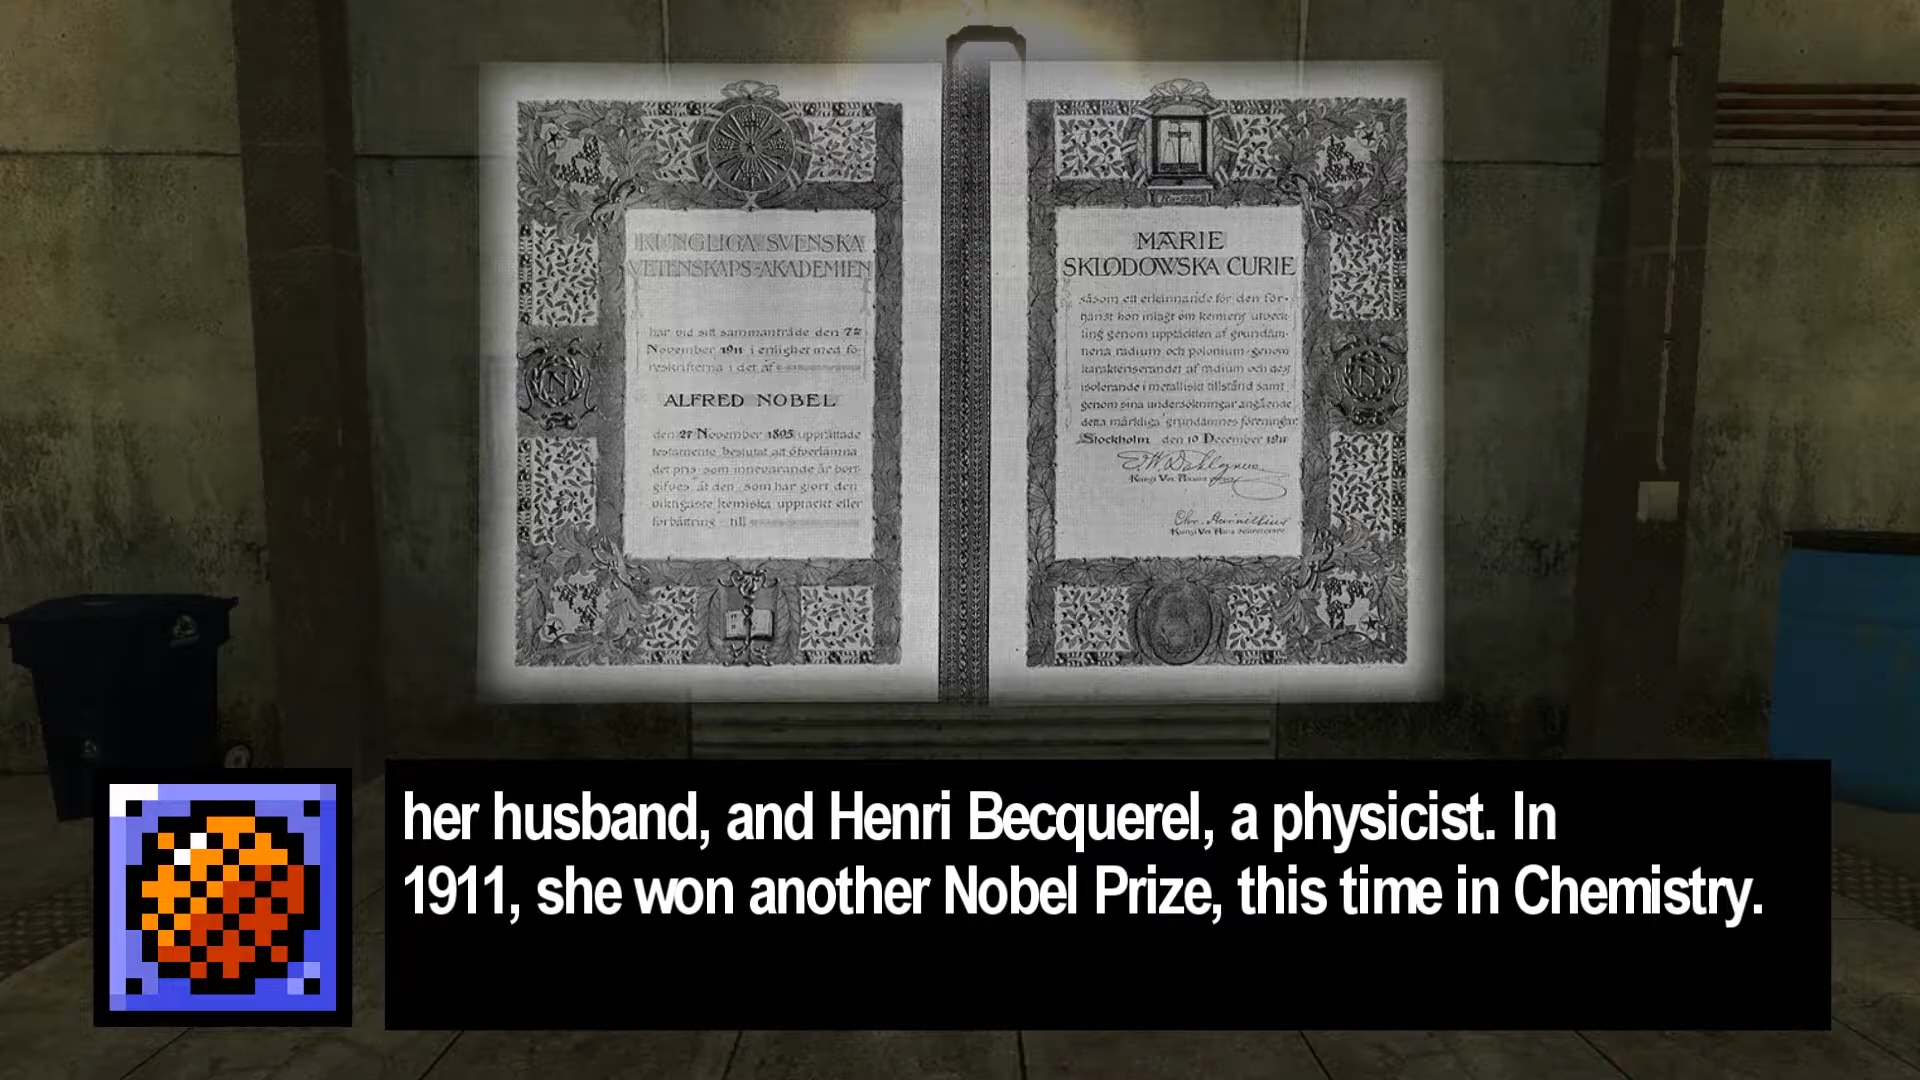 KUNGLIGA SVENSKA
VETENSKAPS-AKADEMIEN
har vid sitt sammanträde den 7de
November 1911 i enlighet med fö-
reskrifterna i det af
ALFRED NOBEL
den 27 November 1895 upprättade
testamente beslutat att öfverlämna
det pris som innevarande år bort-
gifves åt den som har gjort den
viktigaste kemiska upptäckt eller
förbättring till
MARIE
SKLODOWSKA CURIE
såsom ett erkännande för den för-
tjänst hon inlagt om kemiens utveck-
ling genom upptäckten af grundäm-
nena radium och polonium genom
karakteriserandet af radium och dess
isolerande i metalliskt tillstånd samt
genom sina undersökningar angående
detta märkliga grundämnes föreningar
Stockholm den 10 December 1911
N
N
her husband, and Henri Becquerel, a physicist. In
1911, she won another Nobel Prize, this time in Chemistry.